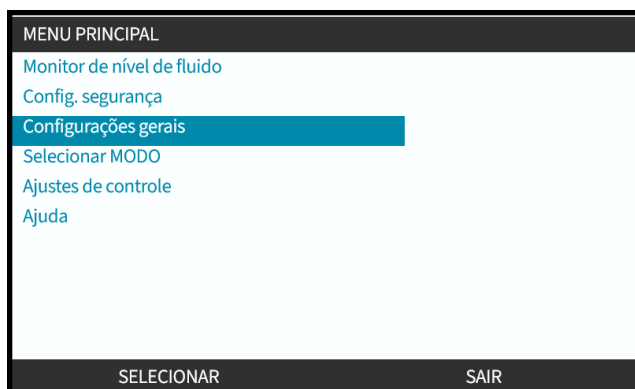 MENU PRINCIPAL
Monitor de nível de fluido
Config. segurança
Configurações gerais
Selecionar MODO
Ajustes de controle
Ajuda
SELECIONAR SAIR